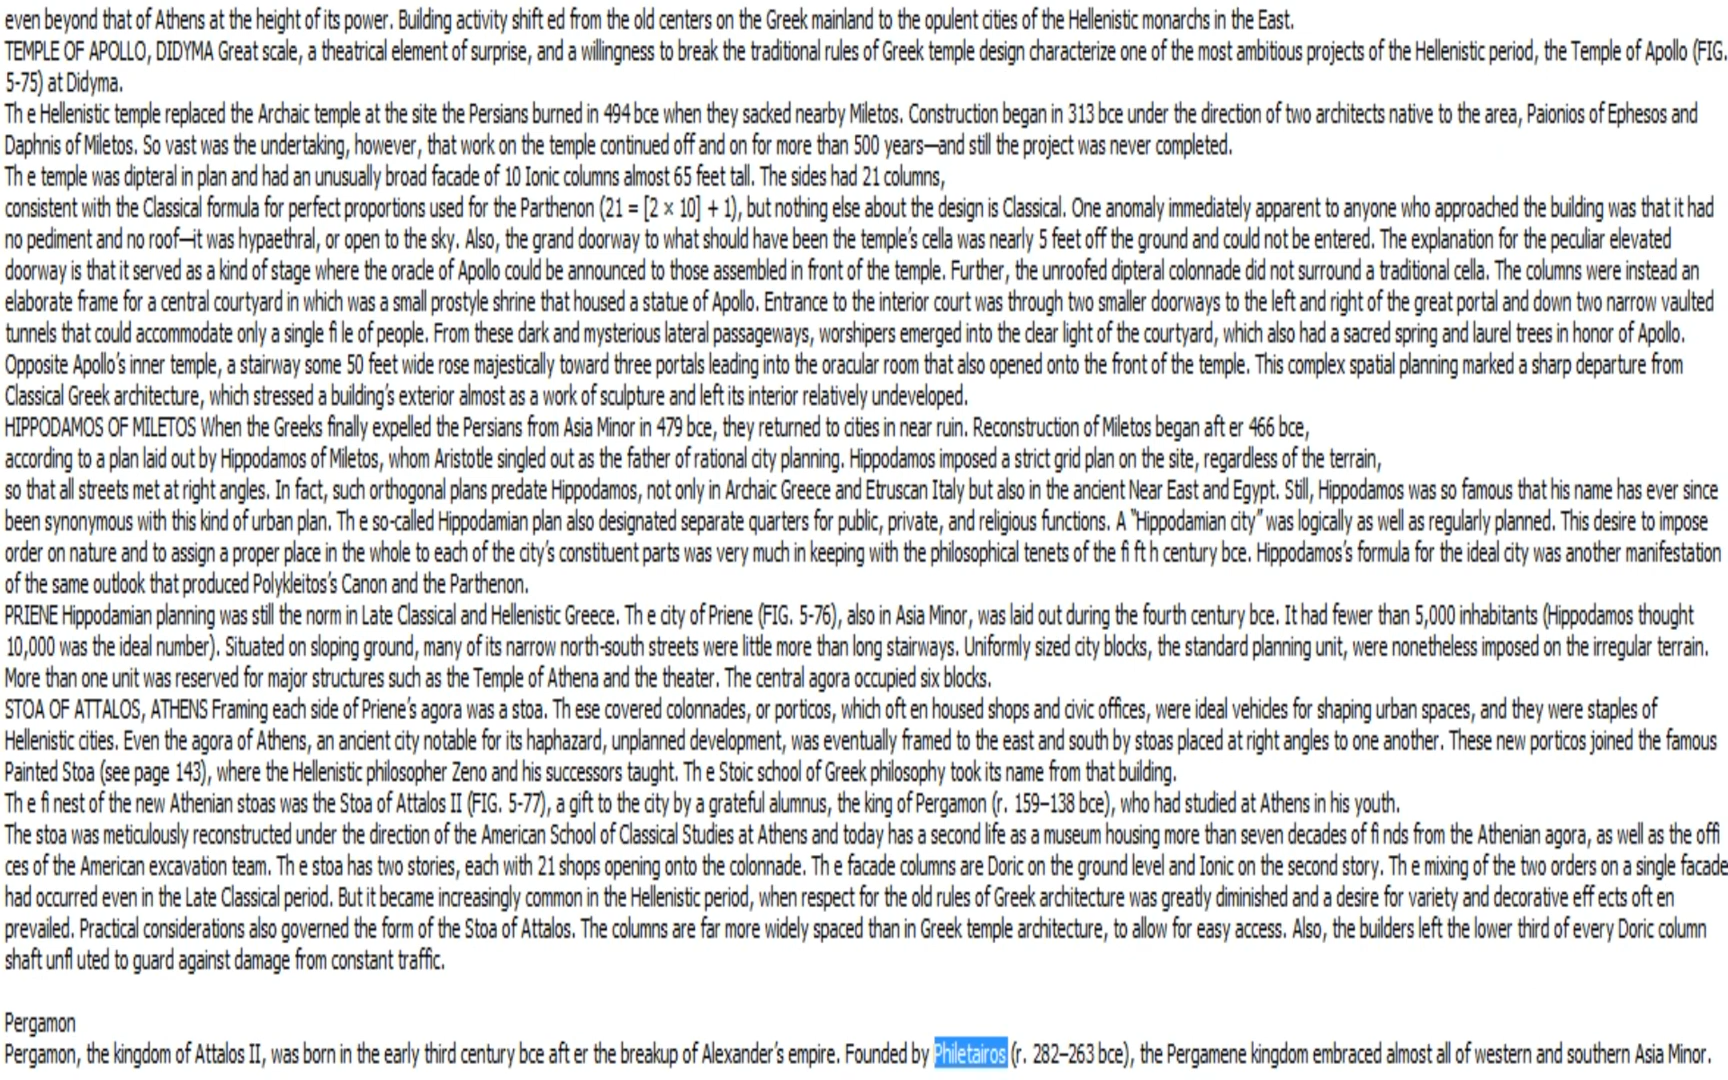 even beyond that of Athens at the height of its power. Building activity shift ed from the old centers on the Greek mainland to the opulent cities of the Hellenistic monarchs in the East.
TEMPLE OF APOLLO, DIDYMA Great scale, a theatrical element of surprise, and a willingness to break the traditional rules of Greek temple design characterize one of the most ambitious projects of the Hellenistic period, the Temple of Apollo (FIG.
5-75) at Didyma.
Th e Hellenistic temple replaced the Archaic temple at the site the Persians burned in 494 bce when they sacked nearby Miletos. Construction began in 313 bce under the direction of two architects native to the area, Paionios of Ephesos and
Daphnis of Miletos. So vast was the undertaking, however, that work on the temple continued off and on for more than 500 years—and still the project was never completed.
Th e temple was dipteral in plan and had an unusually broad facade of 10 Ionic columns almost 65 feet tall. The sides had 21 columns,
consistent with the Classical formula for perfect proportions used for the Parthenon (21 = [2 × 10] + 1), but nothing else about the design is Classical. One anomaly immediately apparent to anyone who approached the building was that it had
no pediment and no roof—it was hypaethral, or open to the sky. Also, the grand doorway to what should have been the temple's cella was nearly 5 feet off the ground and could not be entered. The explanation for the peculiar elevated
doorway is that it served as a kind of stage where the oracle of Apollo could be announced to those assembled in front of the temple. Further, the unroofed dipteral colonnade did not surround a traditional cella. The columns were instead an
elaborate frame for a central courtyard in which was a small prostyle shrine that housed a statue of Apollo. Entrance to the interior court was through two smaller doorways to the left and right of the great portal and down two narrow vaulted
tunnels that could accommodate only a single fi le of people. From these dark and mysterious lateral passageways, worshipers emerged into the clear light of the courtyard, which also had a sacred spring and laurel trees in honor of Apollo.
Opposite Apollo's inner temple, a stairway some 50 feet wide rose majestically toward three portals leading into the oracular room that also opened onto the front of the temple. This complex spatial planning marked a sharp departure from
Classical Greek architecture, which stressed a building's exterior almost as a work of sculpture and left its interior relatively undeveloped.
HIPPODAMOS OF MILETOS When the Greeks finally expelled the Persians from Asia Minor in 479 bce, they returned to cities in near ruin. Reconstruction of Miletos began aft er 466 bce,
according to a plan laid out by Hippodamos of Miletos, whom Aristotle singled out as the father of rational city planning. Hippodamos imposed a strict grid plan on the site, regardless of the terrain,
so that all streets met at right angles. In fact, such orthogonal plans predate Hippodamos, not only in Archaic Greece and Etruscan Italy but also in the ancient Near East and Egypt. Still, Hippodamos was so famous that his name has ever since
been synonymous with this kind of urban plan. Th e so-called Hippodamian plan also designated separate quarters for public, private, and religious functions. A "Hippodamian city" was logically as well as regularly planned. This desire to impose
order on nature and to assign a proper place in the whole to each of the city's constituent parts was very much in keeping with the philosophical tenets of the fi ft h century bce. Hippodamos's formula for the ideal city was another manifestation
of the same outlook that produced Polykleitos's Canon and the Parthenon.
PRIENE Hippodamian planning was still the norm in Late Classical and Hellenistic Greece. Th e city of Priene (FIG. 5-76), also in Asia Minor, was laid out during the fourth century bce. It had fewer than 5,000 inhabitants (Hippodamos thought
10,000 was the ideal number). Situated on sloping ground, many of its narrow north-south streets were little more than long stairways. Uniformly sized city blocks, the standard planning unit, were nonetheless imposed on the irregular terrain.
More than one unit was reserved for major structures such as the Temple of Athena and the theater. The central agora occupied six blocks.
STOA OF ATTALOS, ATHENS Framing each side of Priene's agora was a stoa. Th ese covered colonnades, or porticos, which oft en housed shops and civic offices, were ideal vehicles for shaping urban spaces, and they were staples of
Hellenistic cities. Even the agora of Athens, an ancient city notable for its haphazard, unplanned development, was eventually framed to the east and south by stoas placed at right angles to one another. These new porticos joined the famous
Painted Stoa (see page 143), where the Hellenistic philosopher Zeno and his successors taught. Th e Stoic school of Greek philosophy took its name from that building.
Th e fi nest of the new Athenian stoas was the Stoa of Attalos II (FIG. 5-77), a gift to the city by a grateful alumnus, the king of Pergamon (r. 159–138 bce), who had studied at Athens in his youth.
The stoa was meticulously reconstructed under the direction of the American School of Classical Studies at Athens and today has a second life as a museum housing more than seven decades of fi nds from the Athenian agora, as well as the offi
ces of the American excavation team. Th e stoa has two stories, each with 21 shops opening onto the colonnade. Th e facade columns are Doric on the ground level and Ionic on the second story. Th e mixing of the two orders on a single facade
had occurred even in the Late Classical period. But it became increasingly common in the Hellenistic period, when respect for the old rules of Greek architecture was greatly diminished and a desire for variety and decorative eff ects oft en
prevailed. Practical considerations also governed the form of the Stoa of Attalos. The columns are far more widely spaced than in Greek temple architecture, to allow for easy access. Also, the builders left the lower third of every Doric column
shaft unfl uted to guard against damage from constant traffic.
Pergamon
Pergamon, the kingdom of Attalos II, was born in the early third century bce aft er the breakup of Alexander's empire. Founded by Philetairos (r. 282–263 bce), the Pergamene kingdom embraced almost all of western and southern Asia Minor.